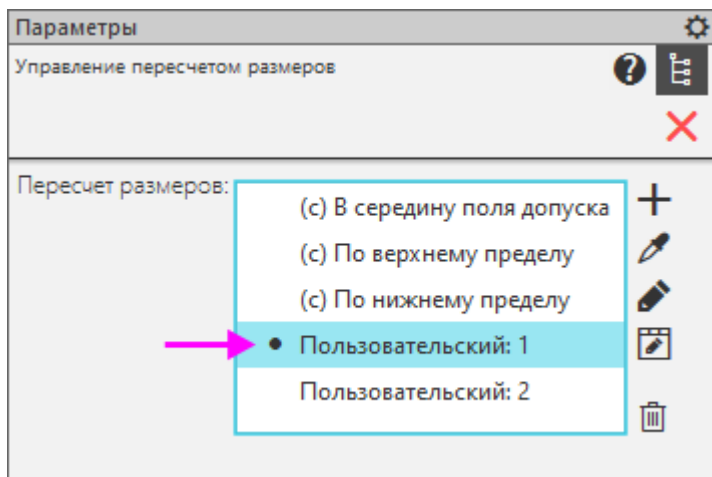 Параметры
Управление пересчетом размеров
?
Пересчет размеров:
(с) В середину поля допуска
(с) По верхнему пределу
(с) По нижнему пределу
Пользовательский: 1
Пользовательский: 2